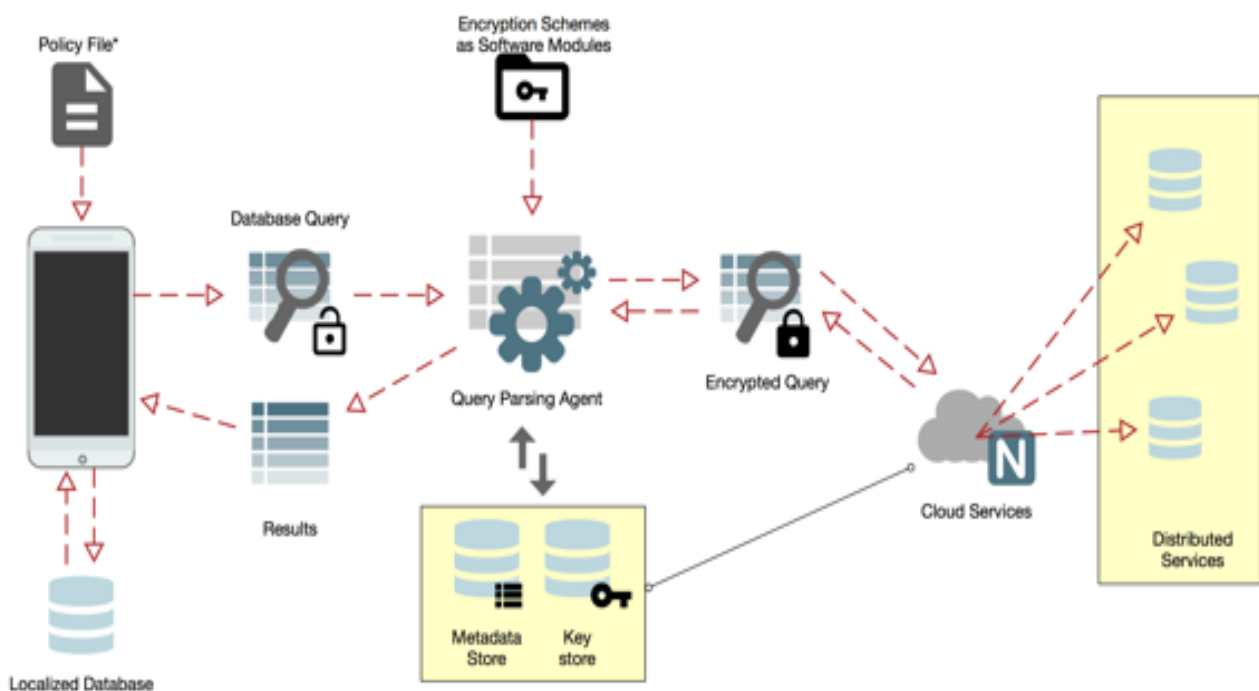 Policy File*
Encryption Schemes
as Software Modules
Database Query
Query Parsing Agent
Encrypted Query
Results
Cloud Services
N
Distributed
Services
Metadata
Store
Key
store
Localized Database